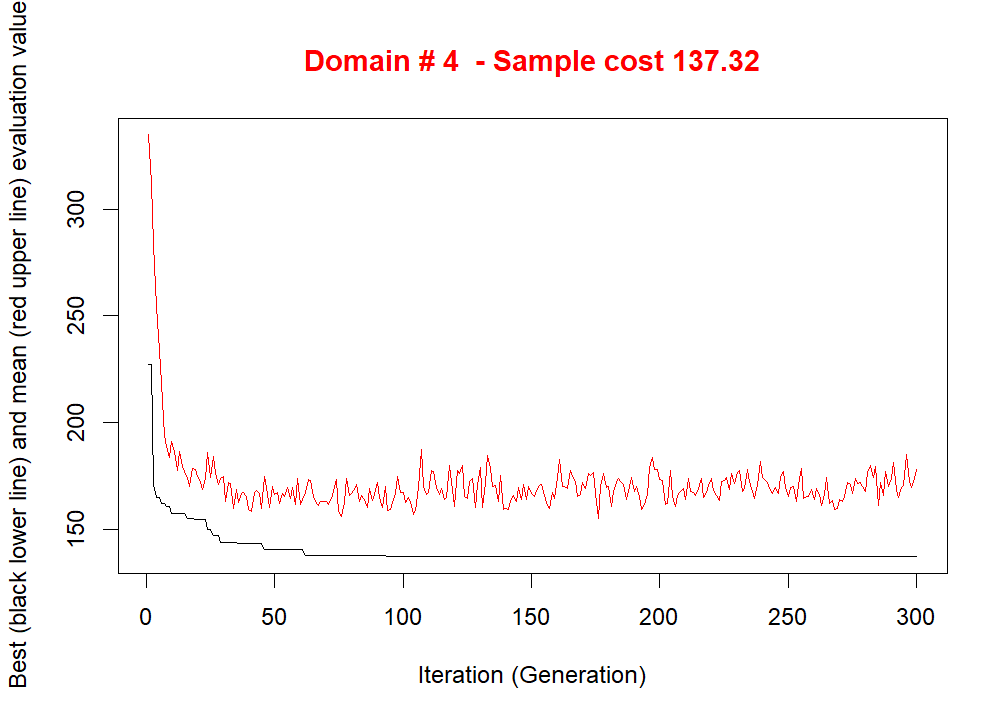 Domain # 4  - Sample cost 137.32
Best (black lower line) and mean (red upper line) evaluation value
300
250
200
150
0 50 100 150 200 250 300
Iteration (Generation)